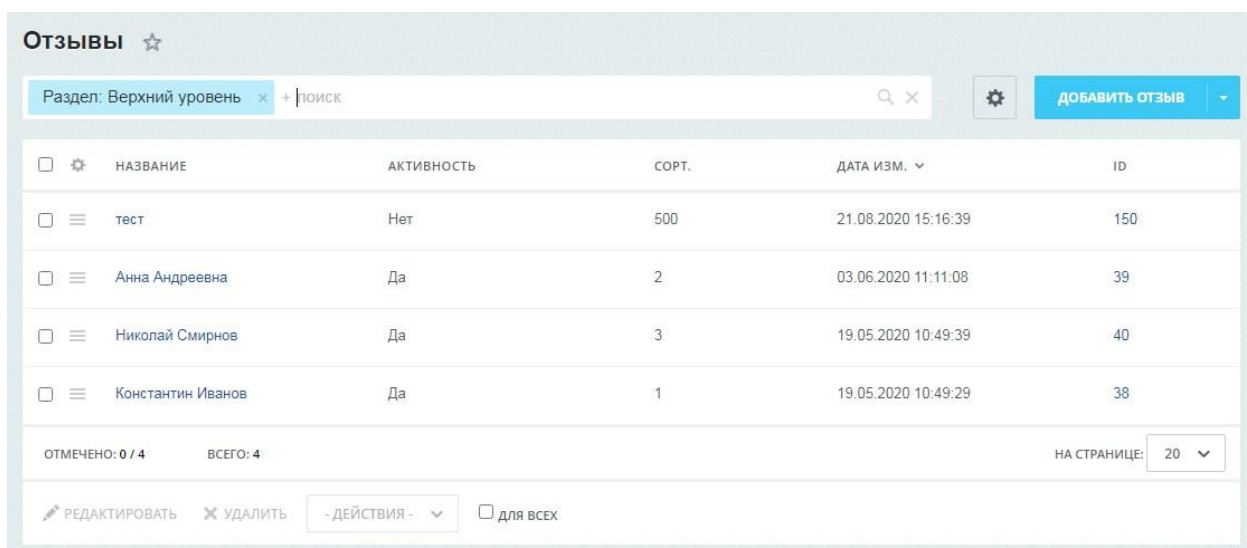 Отзывы
Раздел: Верхний уровень × + поиск
ДОБАВИТЬ ОТЗЫВ
НАЗВАНИЕ АКТИВНОСТЬ СОРТ. ДАТА ИЗМ. ID
тест Нет 500 21.08.2020 15:16:39 150
Анна Андреевна Да 2 03.06.2020 11:11:08 39
Николай Смирнов Да 3 19.05.2020 10:49:39 40
Константин Иванов Да 1 19.05.2020 10:49:29 38
ОТМЕЧЕНО: 0 / 4 ВСЕГО: 4 НА СТРАНИЦЕ: 20
РЕДАКТИРОВАТЬ УДАЛИТЬ - ДЕЙСТВИЯ - ДЛЯ ВСЕХ